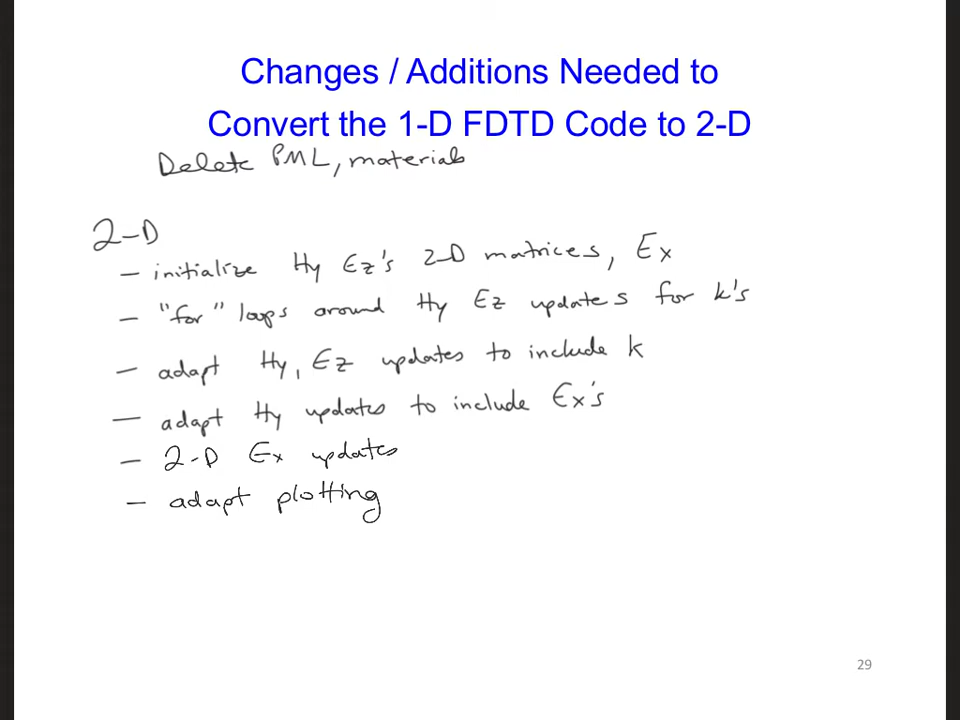 Changes / Additions Needed to
Convert the 1-D FDTD Code to 2-D
Delete PML, materials
2-D
- initialize Hy Ez's 2-D matrices, Ex
- "for" loops around Hy Ez updates for k's
- adapt Hy, Ez updates to include k
- adapt Hy updates to include Ex's
- 2-D Ex updates
- adapt plotting
29